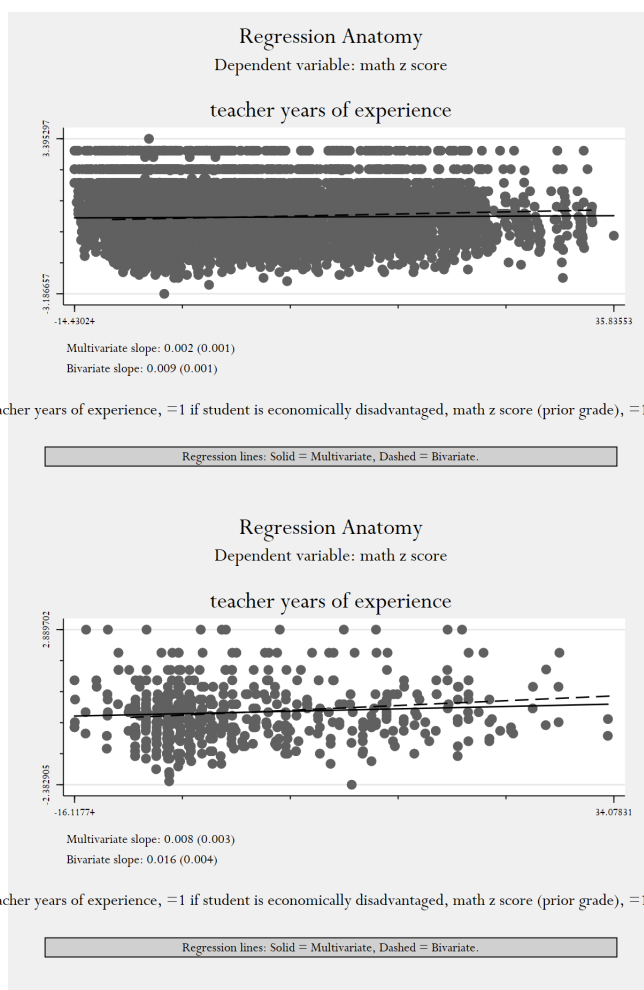 Regression Anatomy
Dependent variable: math z score
teacher years of experience
3.395297
-3.186657
-14.43024
35.83553
Multivariate slope: 0.002 (0.001)
Bivariate slope: 0.009 (0.001)
acher years of experience, =1 if student is economically disadvantaged, math z score (prior grade), =1
Regression lines: Solid = Multivariate, Dashed = Bivariate.
Regression Anatomy
Dependent variable: math z score
teacher years of experience
2.889702
-2.382905
-16.11774
34.07831
Multivariate slope: 0.008 (0.003)
Bivariate slope: 0.016 (0.004)
acher years of experience, =1 if student is economically disadvantaged, math z score (prior grade), =1
Regression lines: Solid = Multivariate, Dashed = Bivariate.